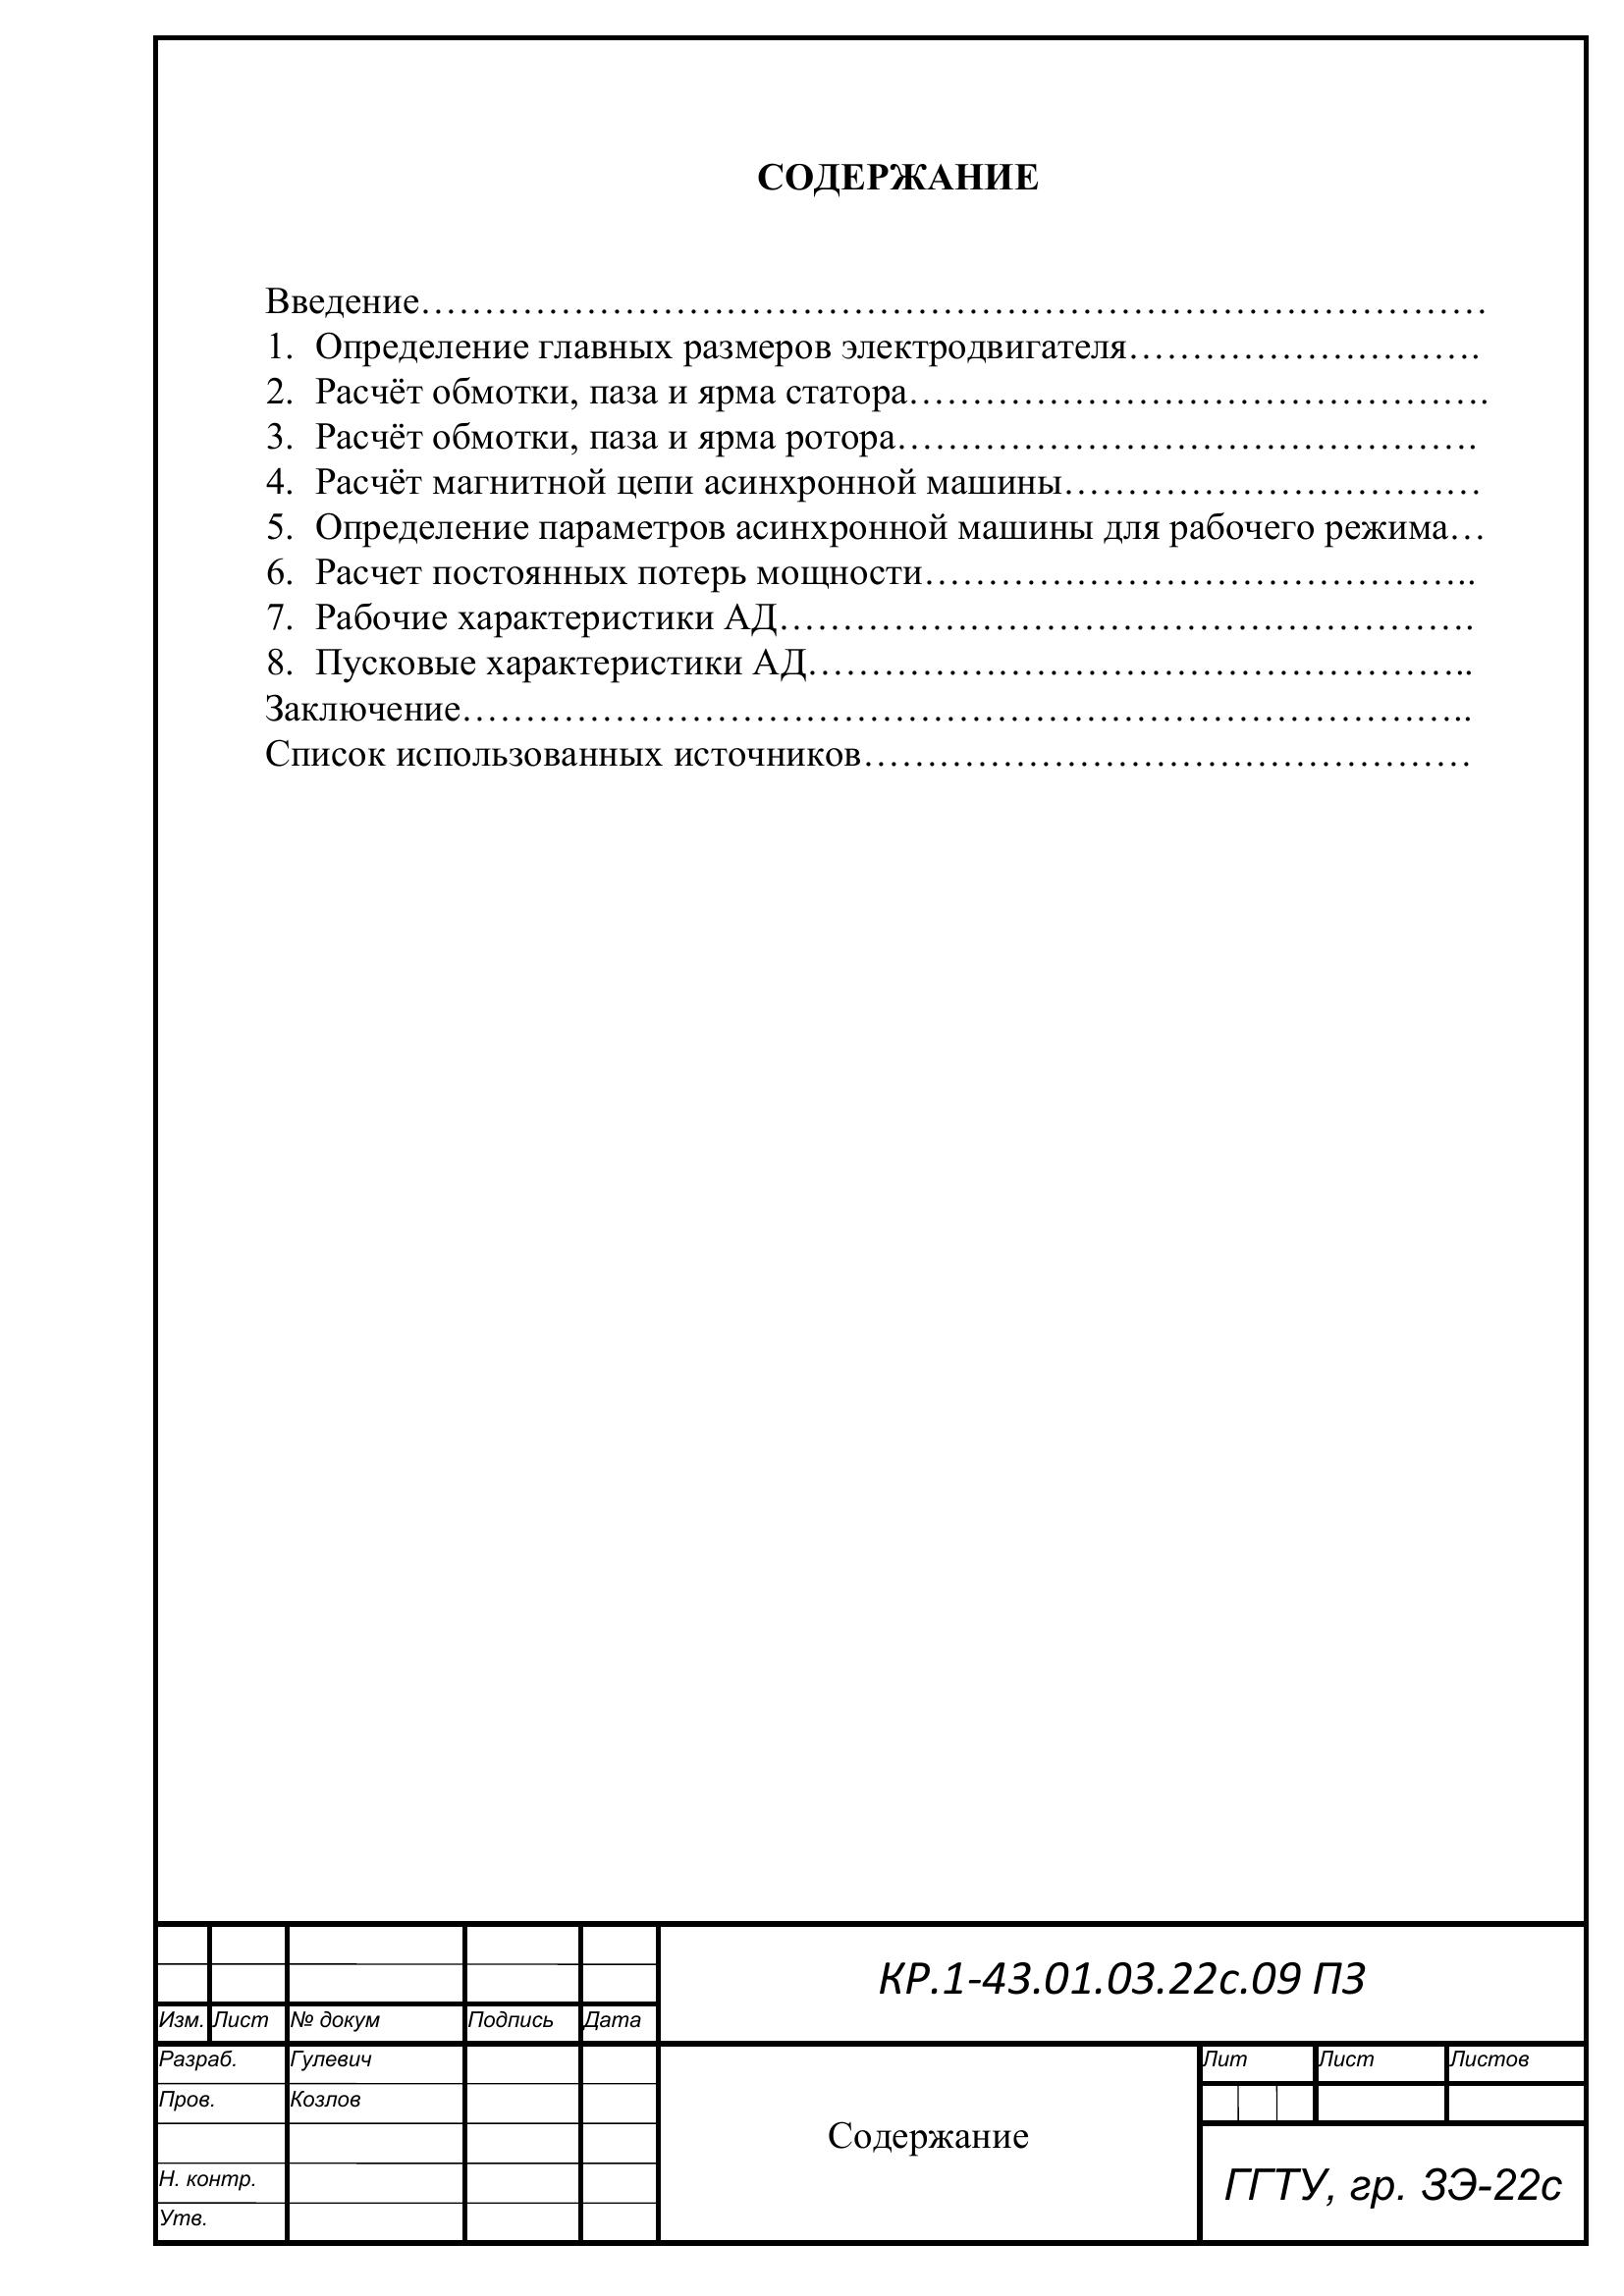 СОДЕРЖАНИЕ
Введение…………………………………………………………………………
1. Определение главных размеров электродвигателя……………………….
2. Расчёт обмотки, паза и ярма статора……………………………………….
3. Расчёт обмотки, паза и ярма ротора……………………………………….
4. Расчёт магнитной цепи асинхронной машины……………………………
5. Определение параметров асинхронной машины для рабочего режима…
6. Расчет постоянных потерь мощности……………………………………..
7. Рабочие характеристики АД……………………………………………….
8. Пусковые характеристики АД……………………………………………..
Заключение……………………………………………………………………..
Список использованных источников…………………………………………
КР.1-43.01.03.22с.09 ПЗ
Изм. Лист № докум Подпись Дата
Разраб. Гулевич Лит Лист Листов
Пров. Козлов
Содержание
Н. контр. ГГТУ, гр. ЗЭ-22с
Утв.